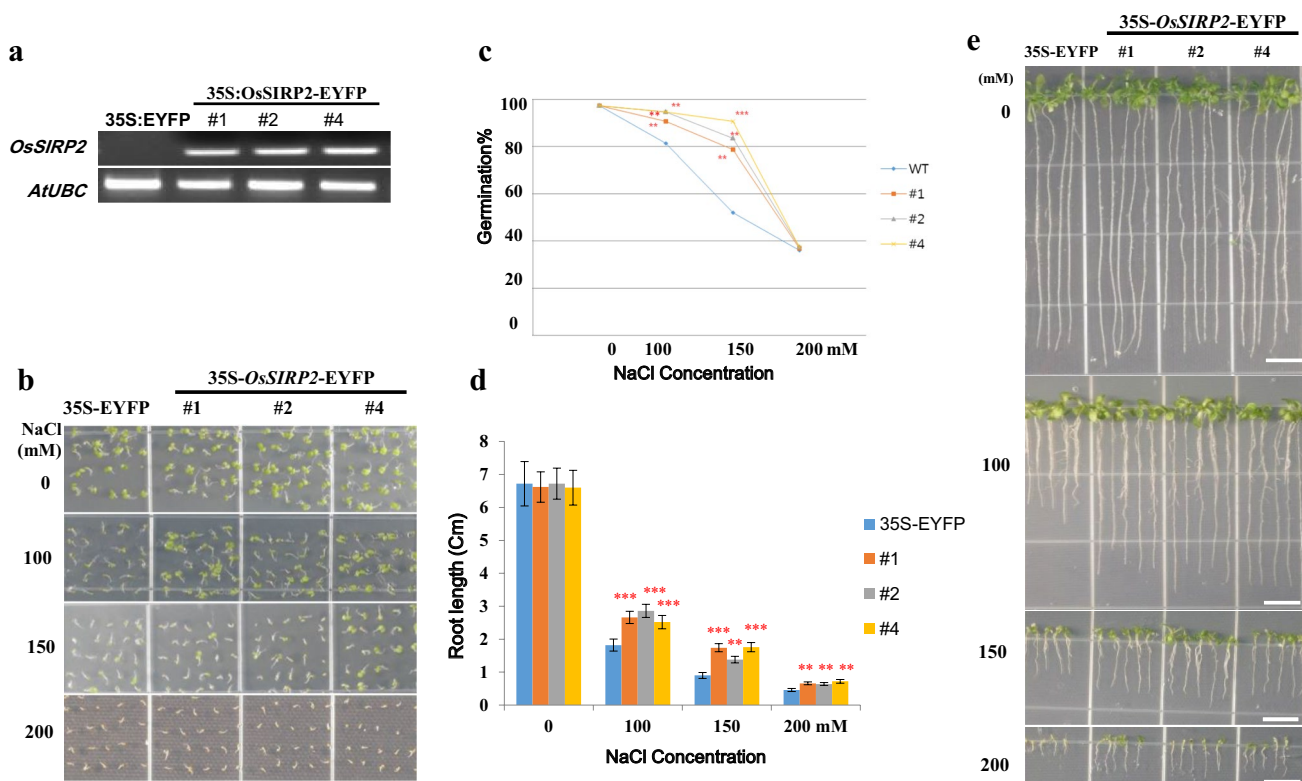 a
35S:OsSIRP2-EYFP
35S:EYFP #1 #2 #4
OsSIRP2
AtUBC
b
35S-OsSIRP2-EYFP
35S-EYFP #1 #2 #4
NaCl
(mM)
0
100
150
200
c
100
80
60
40
20
0
Germination%
** ***
** **
** **
0 100 150 200 mM
NaCl Concentration
WT
#1
#2
#4
d
8
7
6
5
4
3
2
1
0
Root length (Cm)
*** *** *** *** ** *** ** ** **
0 100 150 200 mM
NaCl Concentration
35S-EYFP
#1
#2
#4
e
35S-OsSIRP2-EYFP
35S-EYFP #1 #2 #4
(mM)
0
100
150
200